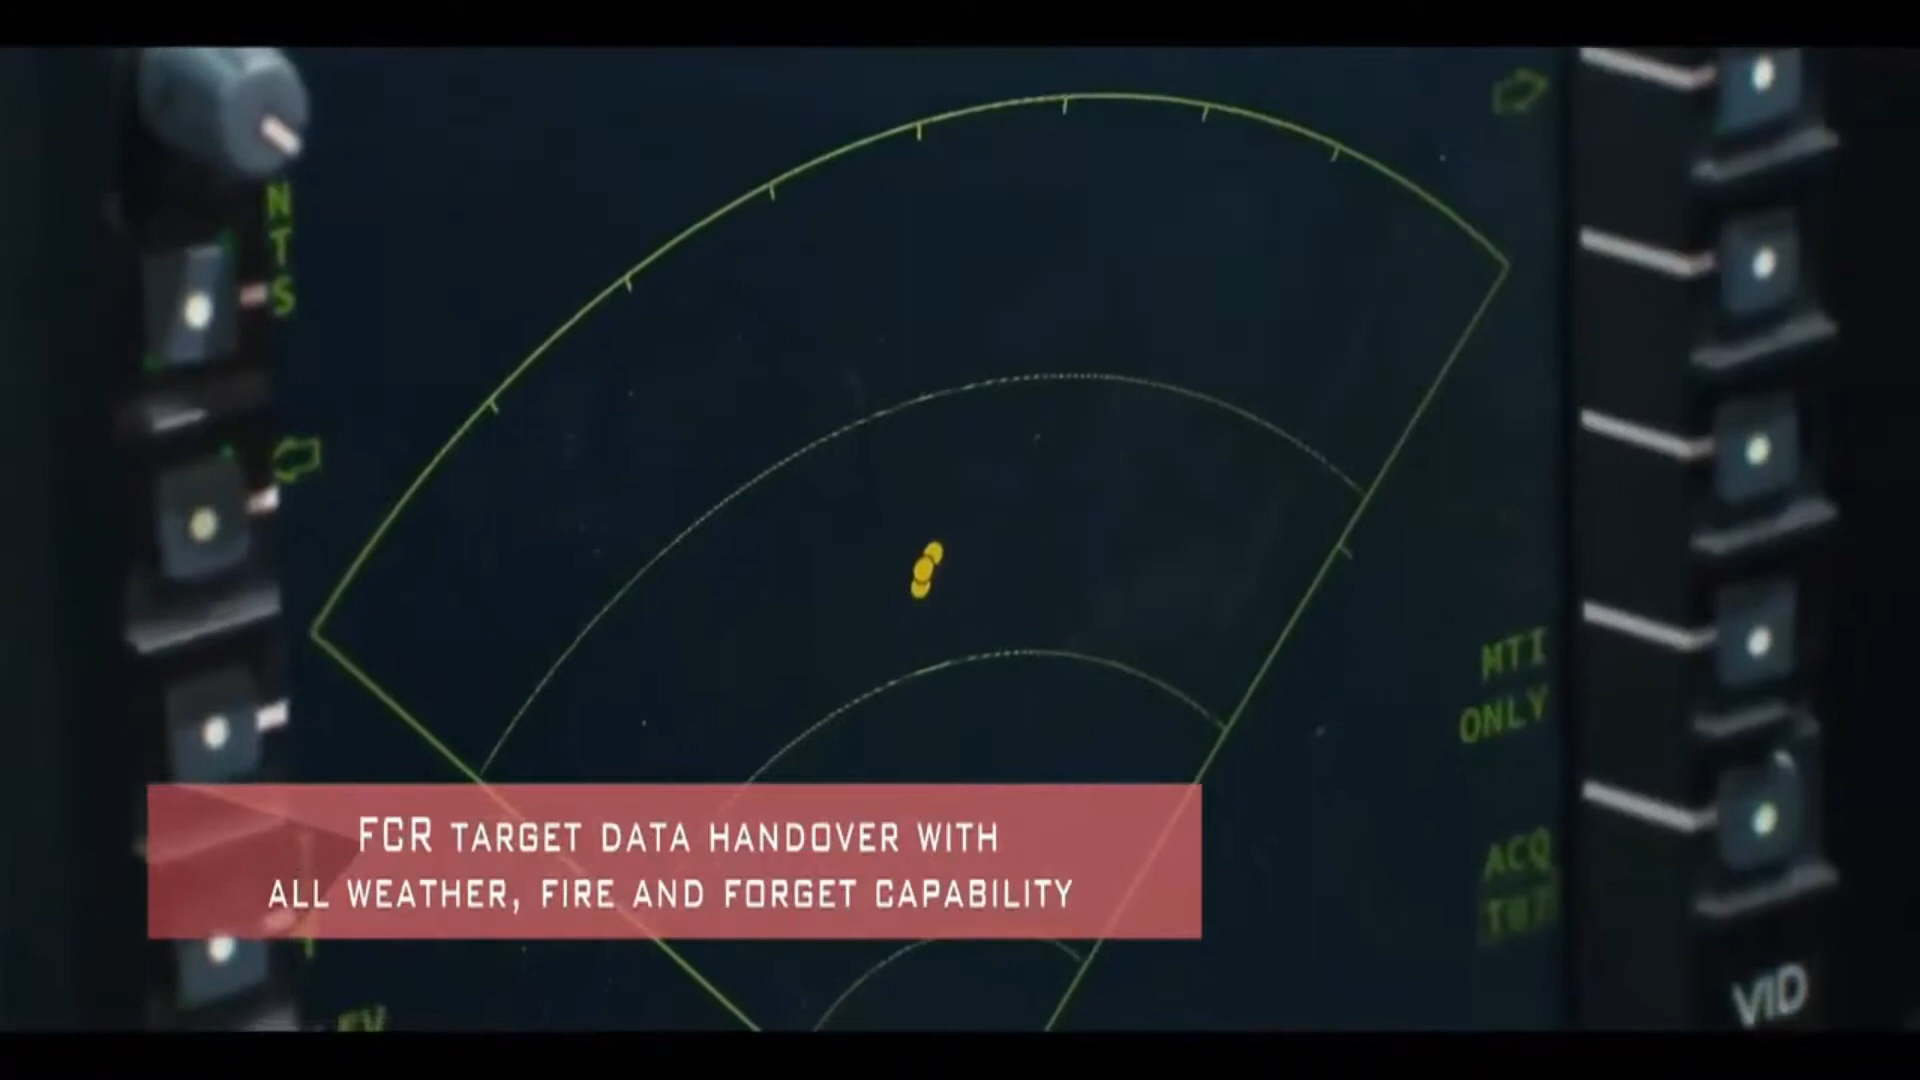 NTS
MTI
ONLY
FCR TARGET DATA HANDOVER WITH
ALL WEATHER, FIRE AND FORGET CAPABILITY
ACQ
VID